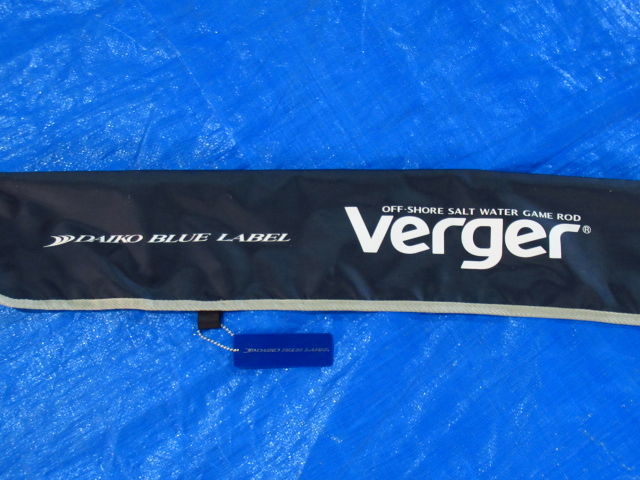 OFF-SHORE SALT WATER GAME ROD
DAIKO BLUE LABEL
Verger®
DAIKO BLUE LABEL